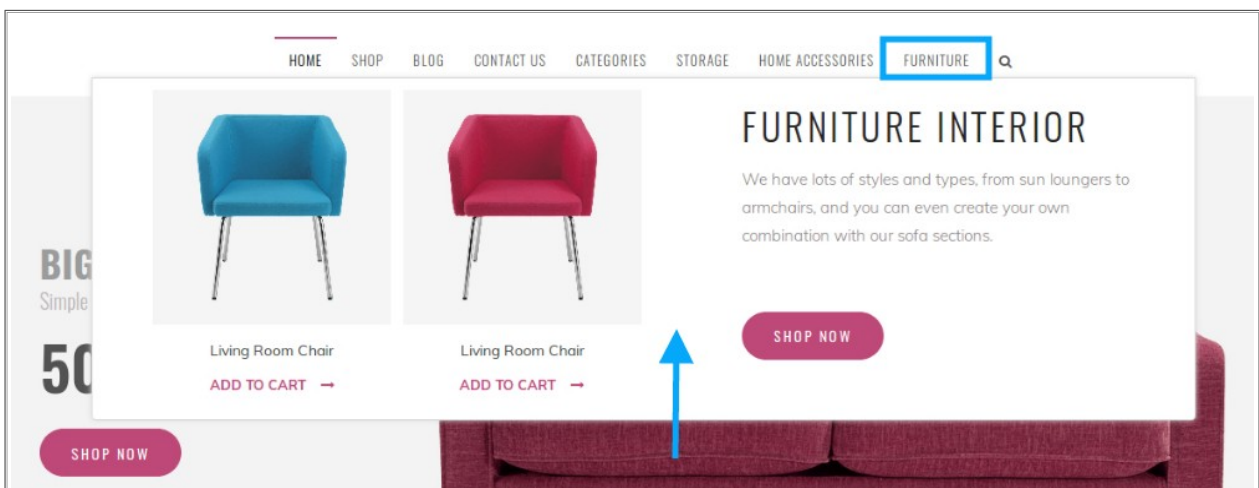 HOME SHOP BLOG CONTACT US CATEGORIES STORAGE HOME ACCESSORIES FURNITURE
FURNITURE INTERIOR
We have lots of styles and types, from sun loungers to
armchairs, and you can even create your own
combination with our sofa sections.
SHOP NOW
Living Room Chair
ADD TO CART →
Living Room Chair
ADD TO CART →
BIG
Simple
50
SHOP NOW